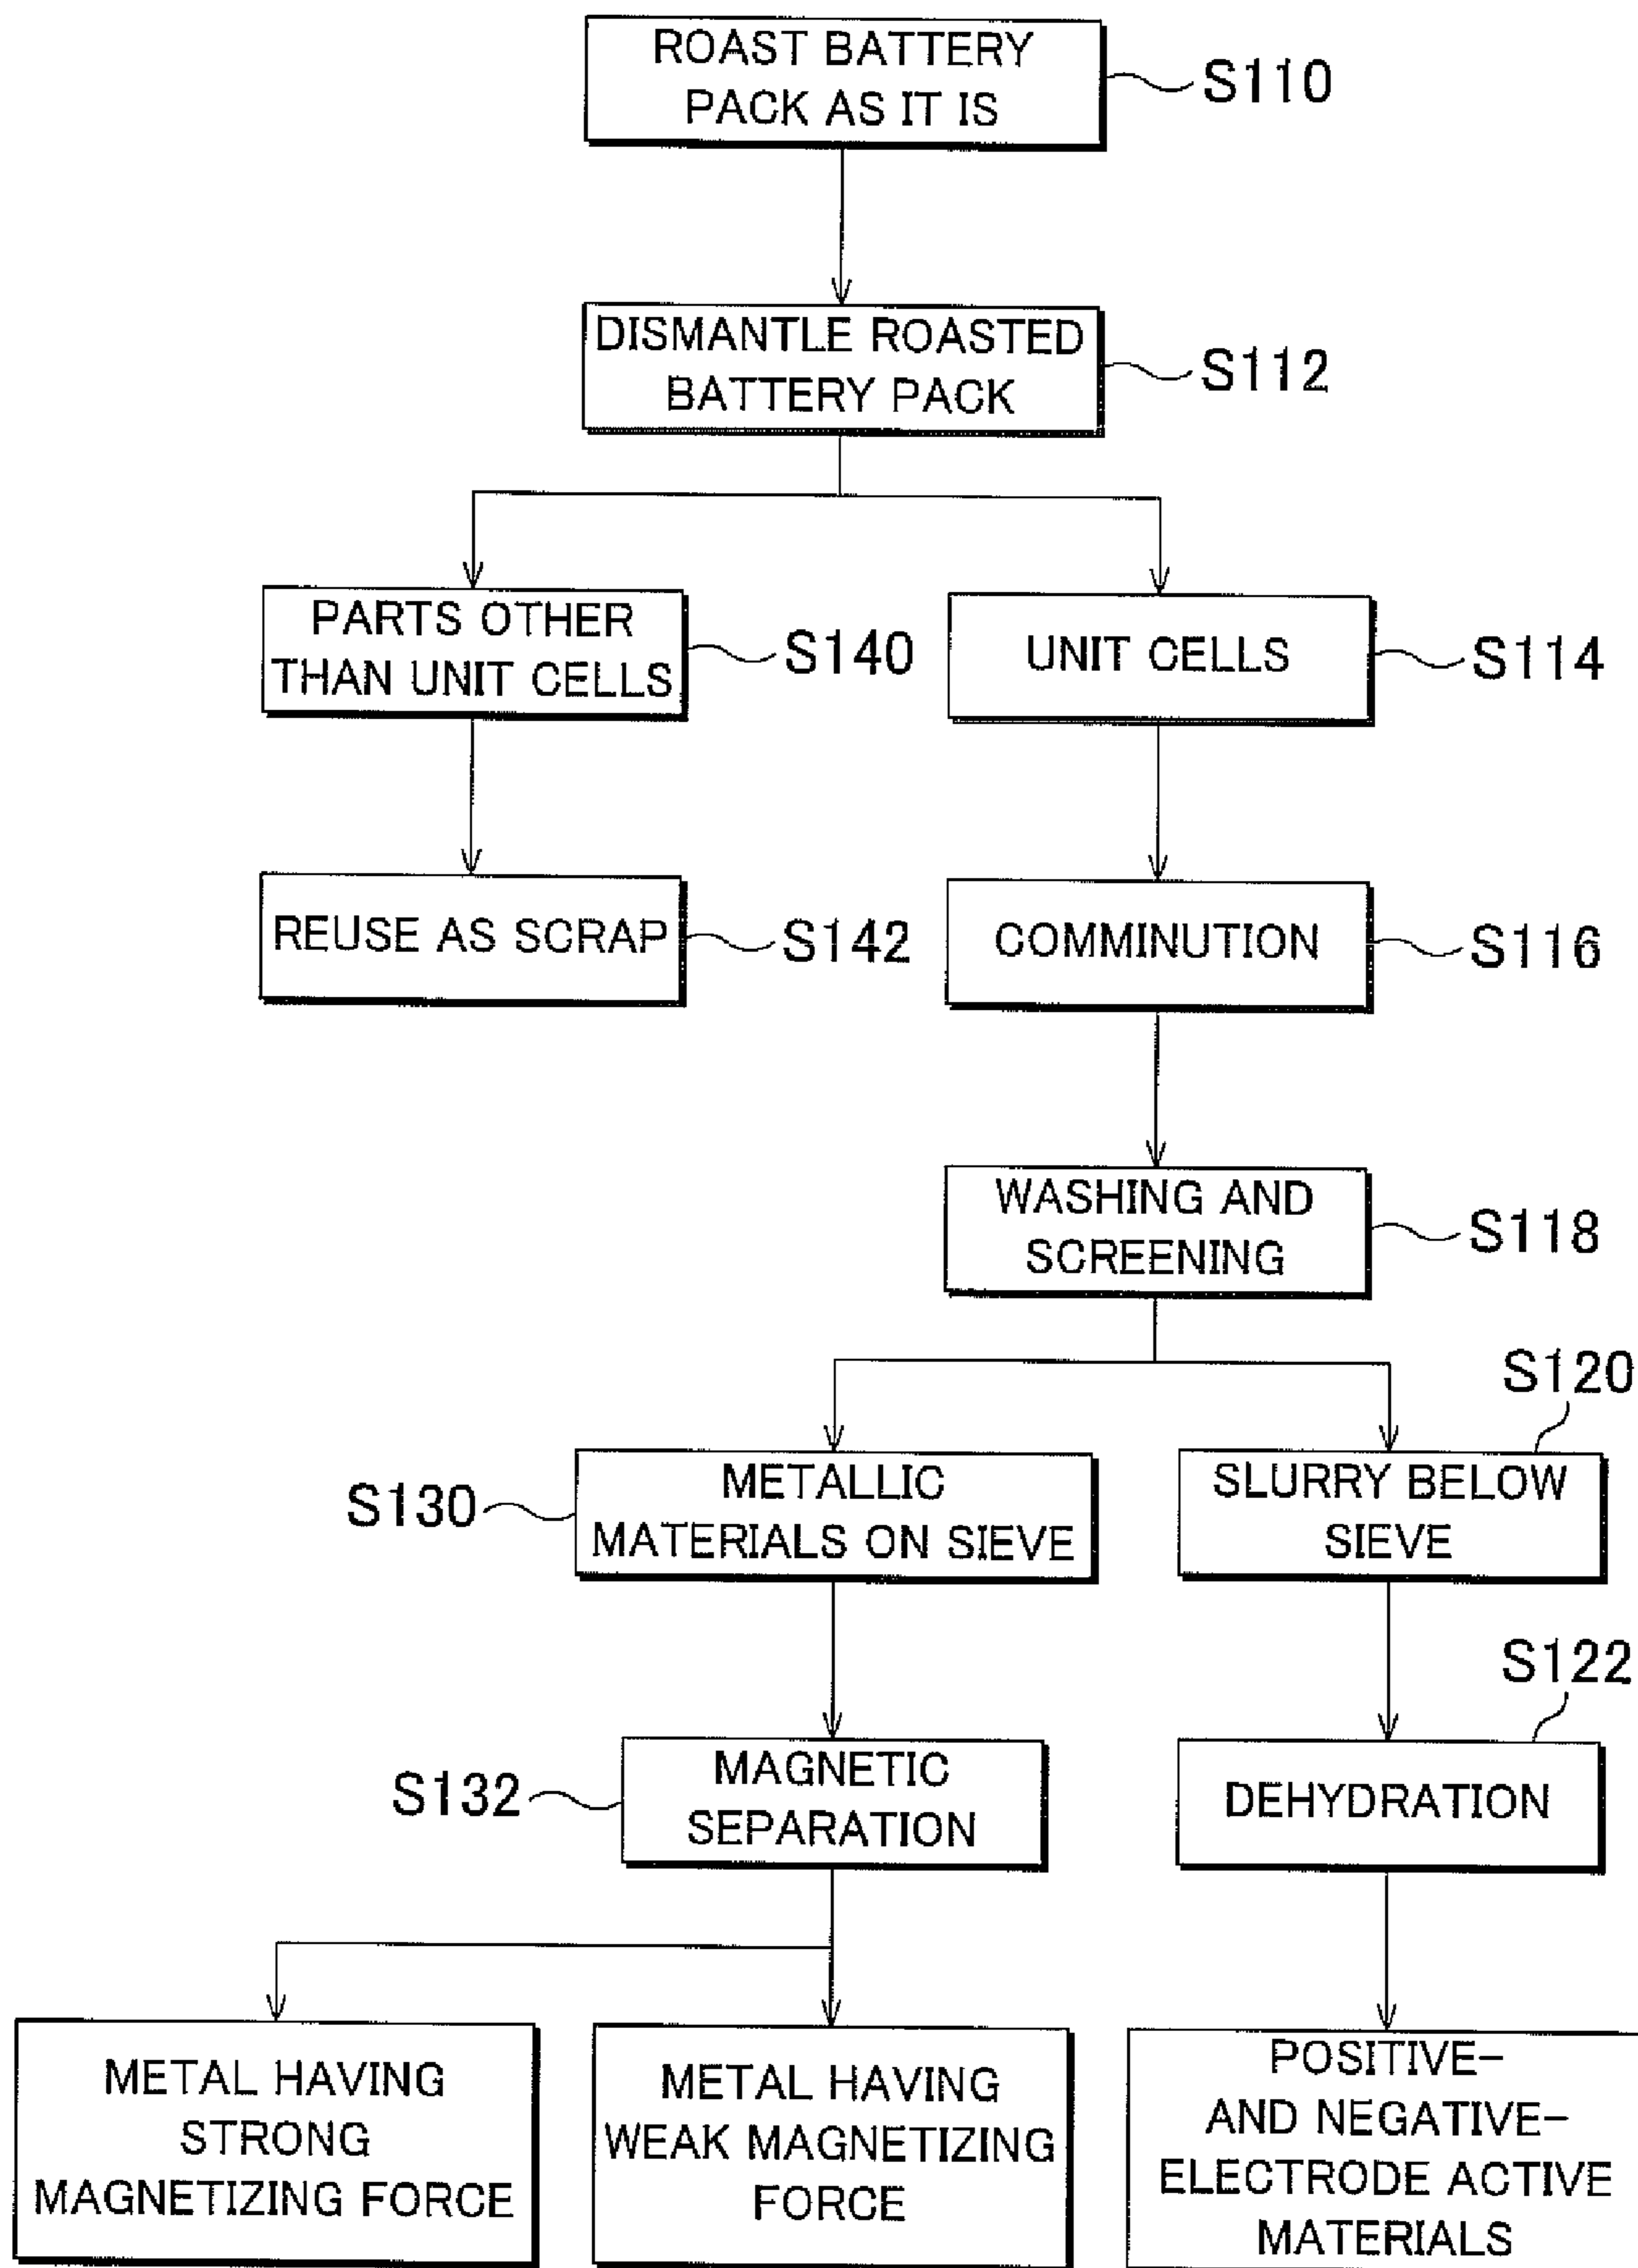 ROAST BATTERY
PACK AS IT IS
S110
DISMANTLE ROASTED
BATTERY PACK
S112
PARTS OTHER
THAN UNIT CELLS
S140
UNIT CELLS
S114
REUSE AS SCRAP
S142
COMMINUTION
S116
WASHING AND
SCREENING
S118
S130
METALLIC
MATERIALS ON SIEVE
S120
SLURRY BELOW
SIEVE
S132
MAGNETIC
SEPARATION
S122
DEHYDRATION
METAL HAVING
STRONG
MAGNETIZING FORCE
METAL HAVING
WEAK MAGNETIZING
FORCE
POSITIVE-
AND NEGATIVE-
ELECTRODE ACTIVE
MATERIALS